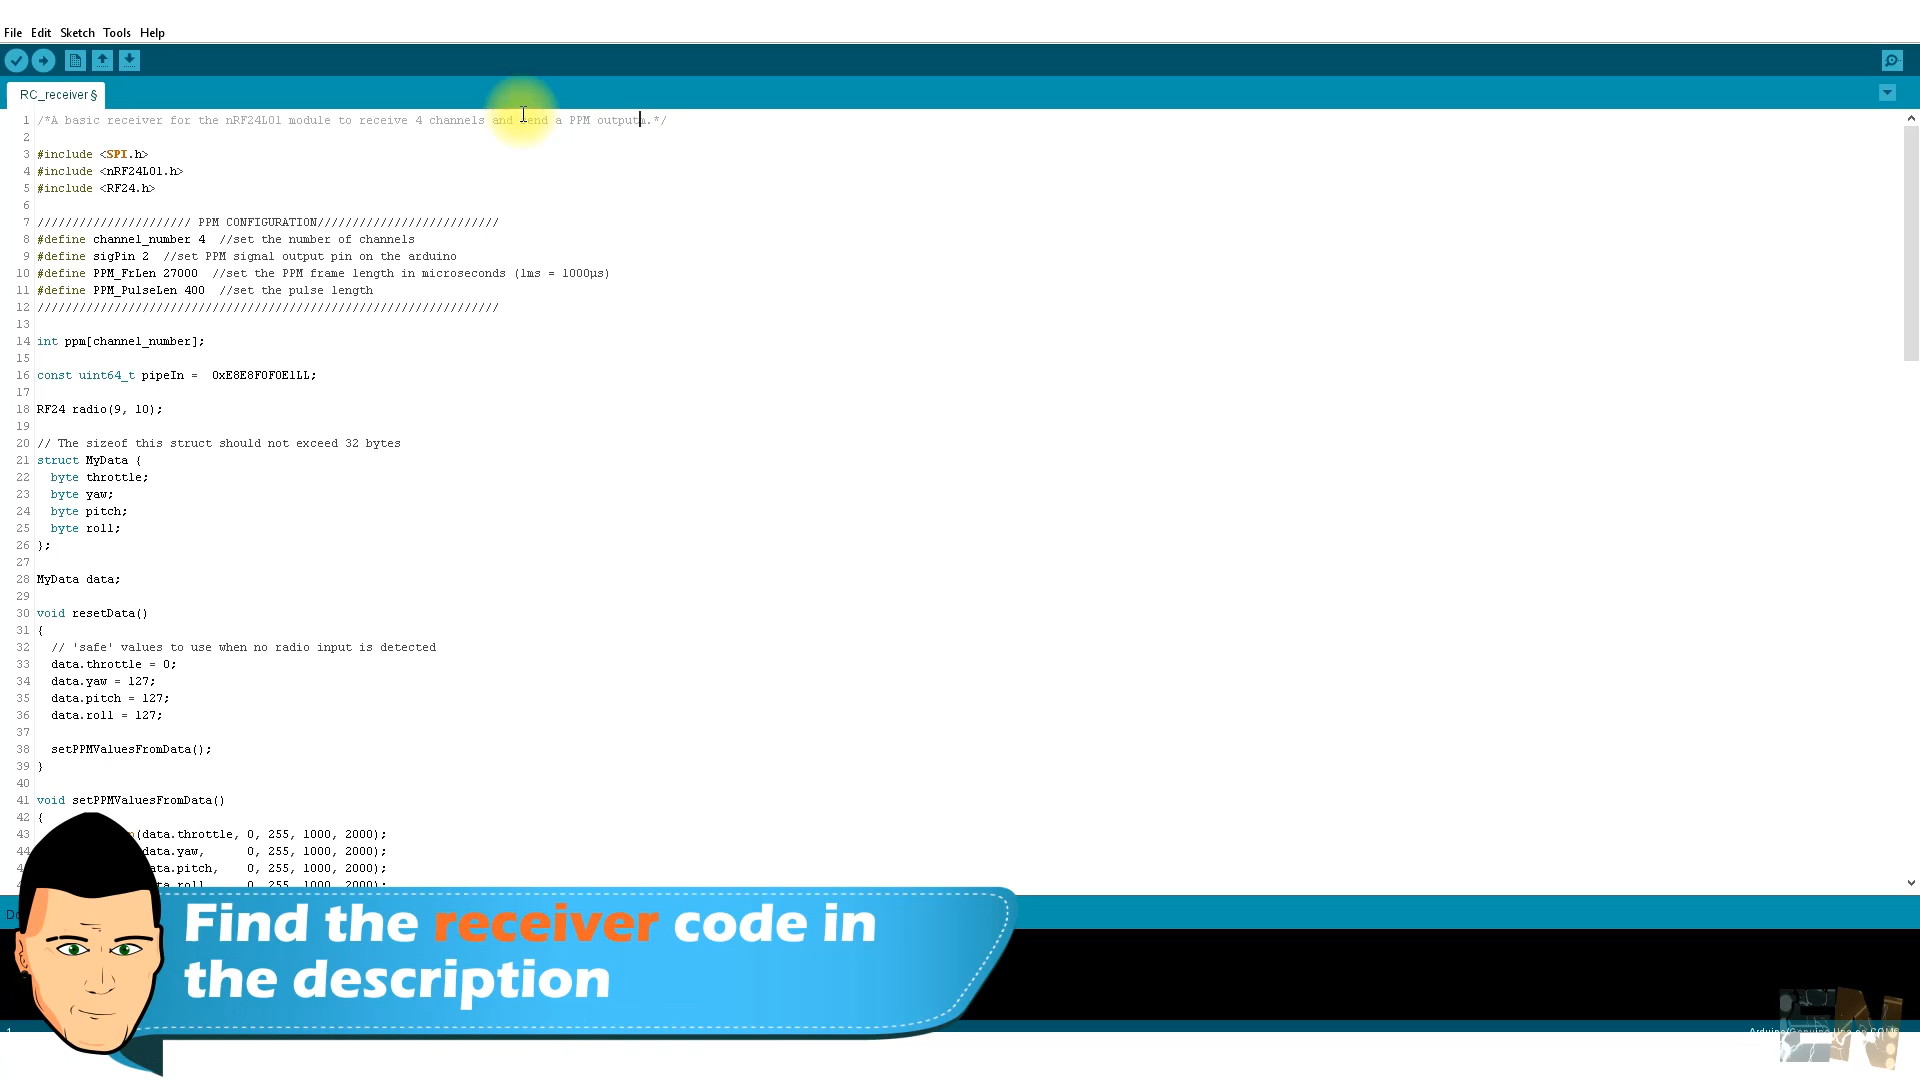 File Edit Sketch Tools Help
RC_receiver §
1 /*A basic receiver for the nRF24L01 module to receive 4 channels and send a PPM outputm.*/
2
3 #include <SPI.h>
4 #include <nRF24L01.h>
5 #include <RF24.h>
6
7 ////////////////////// PPM CONFIGURATION//////////////////////////
8 #define channel_number 4  //set the number of channels
9 #define sigPin 2  //set PPM signal output pin on the arduino
10 #define PPM_FrLen 27000  //set the PPM frame length in microseconds (1ms = 1000µs)
11 #define PPM_PulseLen 400  //set the pulse length
12 //////////////////////////////////////////////////////////////////
13
14 int ppm[channel_number];
15
16 const uint64_t pipeIn =  0xE8E8F0F0E1LL;
17
18 RF24 radio(9, 10);
19
20 // The sizeof this struct should not exceed 32 bytes
21 struct MyData {
22   byte throttle;
23   byte yaw;
24   byte pitch;
25   byte roll;
26 };
27
28 MyData data;
29
30 void resetData()
31 {
32   // 'safe' values to use when no radio input is detected
33   data.throttle = 0;
34   data.yaw = 127;
35   data.pitch = 127;
36   data.roll = 127;
37
38   setPPMValuesFromData();
39 }
40
41 void setPPMValuesFromData()
42 {
43 (data.throttle, 0, 255, 1000, 2000);
44 data.yaw,      0, 255, 1000, 2000);
ata.pitch,    0, 255, 1000, 2000);
roll, 0, 255, 1000, 2000);
Find the receiver code in
the description
1
EN